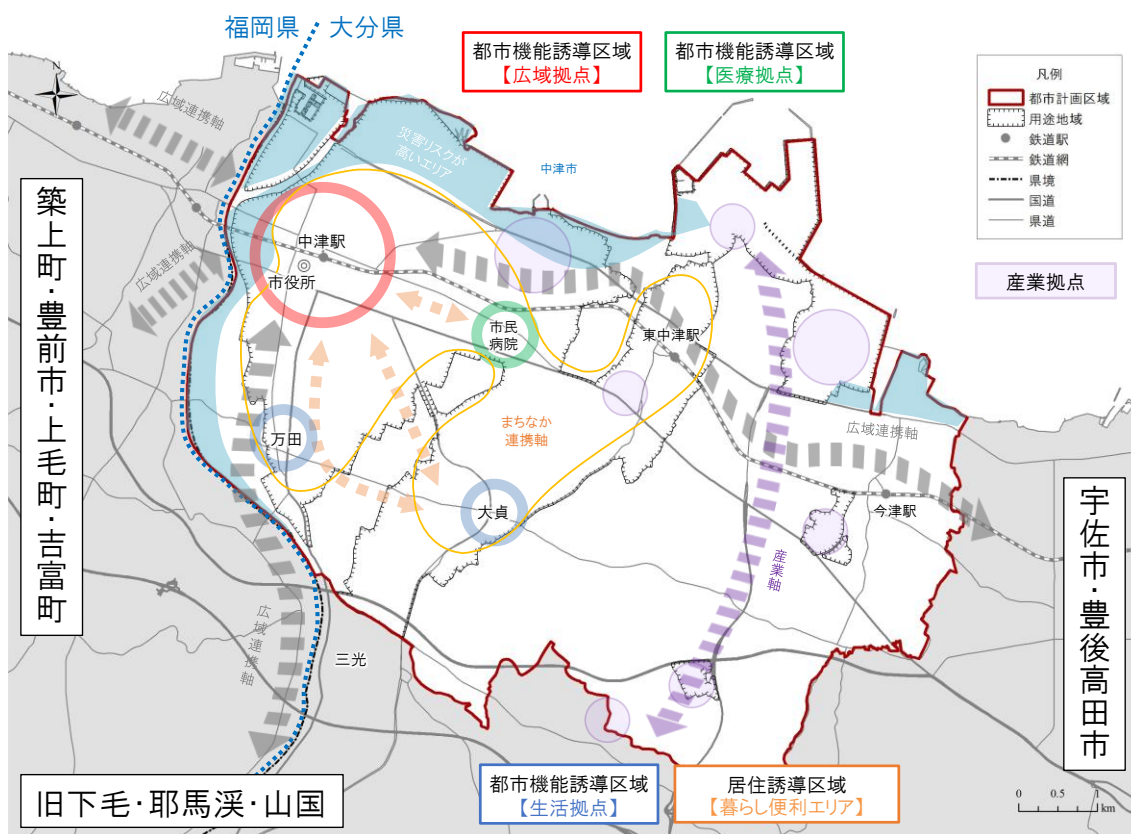 福岡県
大分県
都市機能誘導区域
【広域拠点】
都市機能誘導区域
【医療拠点】
凡例
都市計画区域
用途地域
鉄道駅
鉄道網
県境
国道
県道
産業拠点
N
広域連携軸
災害リスクが
高いエリア
中津市
築上町・豊前市・上毛町・吉富町
広域連携軸
中津駅
市役所
市民
病院
東中津駅
まちなか
連携軸
万田
大貞
広域連携軸
今津駅
産業軸
宇佐市・豊後高田市
広域連携軸
三光
旧下毛・耶馬渓・山国
都市機能誘導区域
【生活拠点】
居住誘導区域
【暮らし便利エリア】
0 0.5 1
km